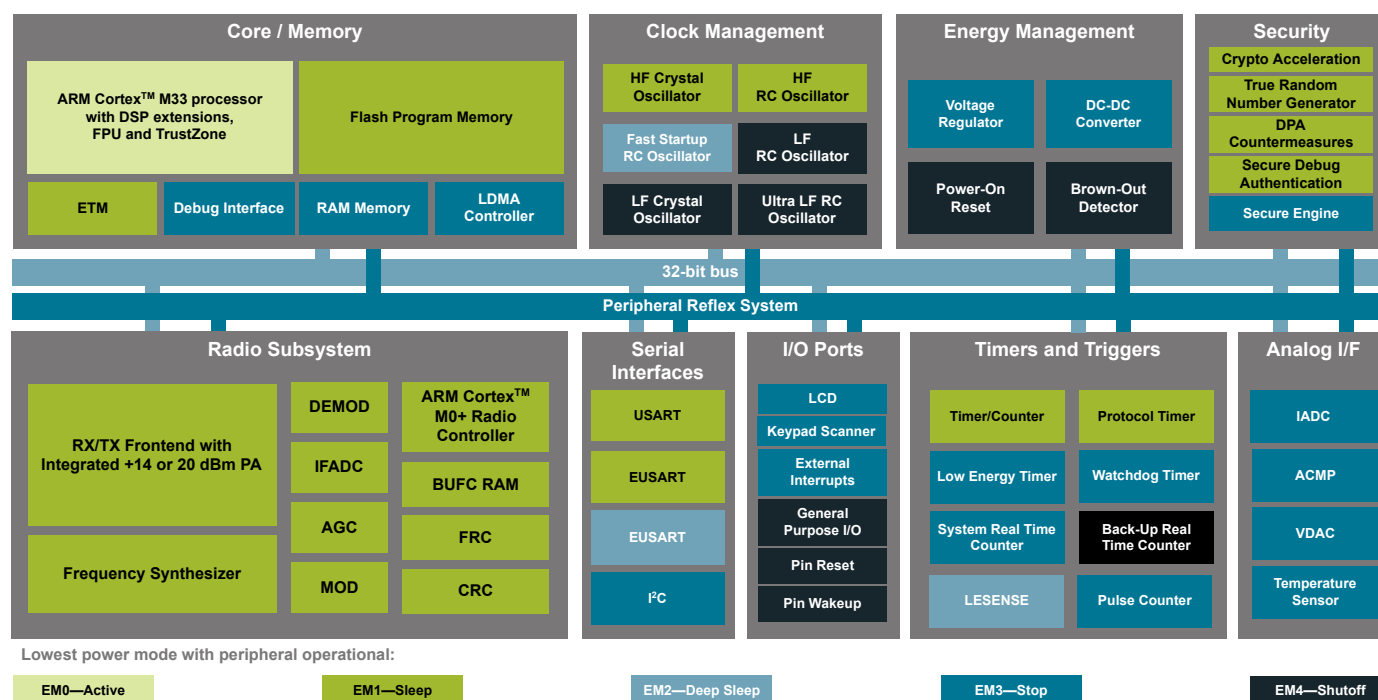 Core / Memory
ARM Cortex™ M33 processor
with DSP extensions,
FPU and TrustZone
Flash Program Memory
ETM
Debug Interface
RAM Memory
LDMA
Controller
Clock Management
HF Crystal
Oscillator
HF
RC Oscillator
Fast Startup
RC Oscillator
LF
RC Oscillator
LF Crystal
Oscillator
Ultra LF RC
Oscillator
Energy Management
Voltage
Regulator
DC-DC
Converter
Power-On
Reset
Brown-Out
Detector
Security
Crypto Acceleration
True Random
Number Generator
DPA
Countermeasures
Secure Debug
Authentication
Secure Engine
32-bit bus
Peripheral Reflex System
Radio Subsystem
RX/TX Frontend with
Integrated +14 or 20 dBm PA
Frequency Synthesizer
DEMOD
IFADC
AGC
MOD
ARM Cortex™
M0+ Radio
Controller
BUFC RAM
FRC
CRC
Serial
Interfaces
USART
EUSART
EUSART
I²C
I/O Ports
LCD
Keypad Scanner
External
Interrupts
General
Purpose I/O
Pin Reset
Pin Wakeup
Timers and Triggers
Timer/Counter
Protocol Timer
Low Energy Timer
Watchdog Timer
System Real Time
Counter
Back-Up Real
Time Counter
LESENSE
Pulse Counter
Analog I/F
IADC
ACMP
VDAC
Temperature
Sensor
Lowest power mode with peripheral operational:
EM0—Active
EM1—Sleep
EM2—Deep Sleep
EM3—Stop
EM4—Shutoff